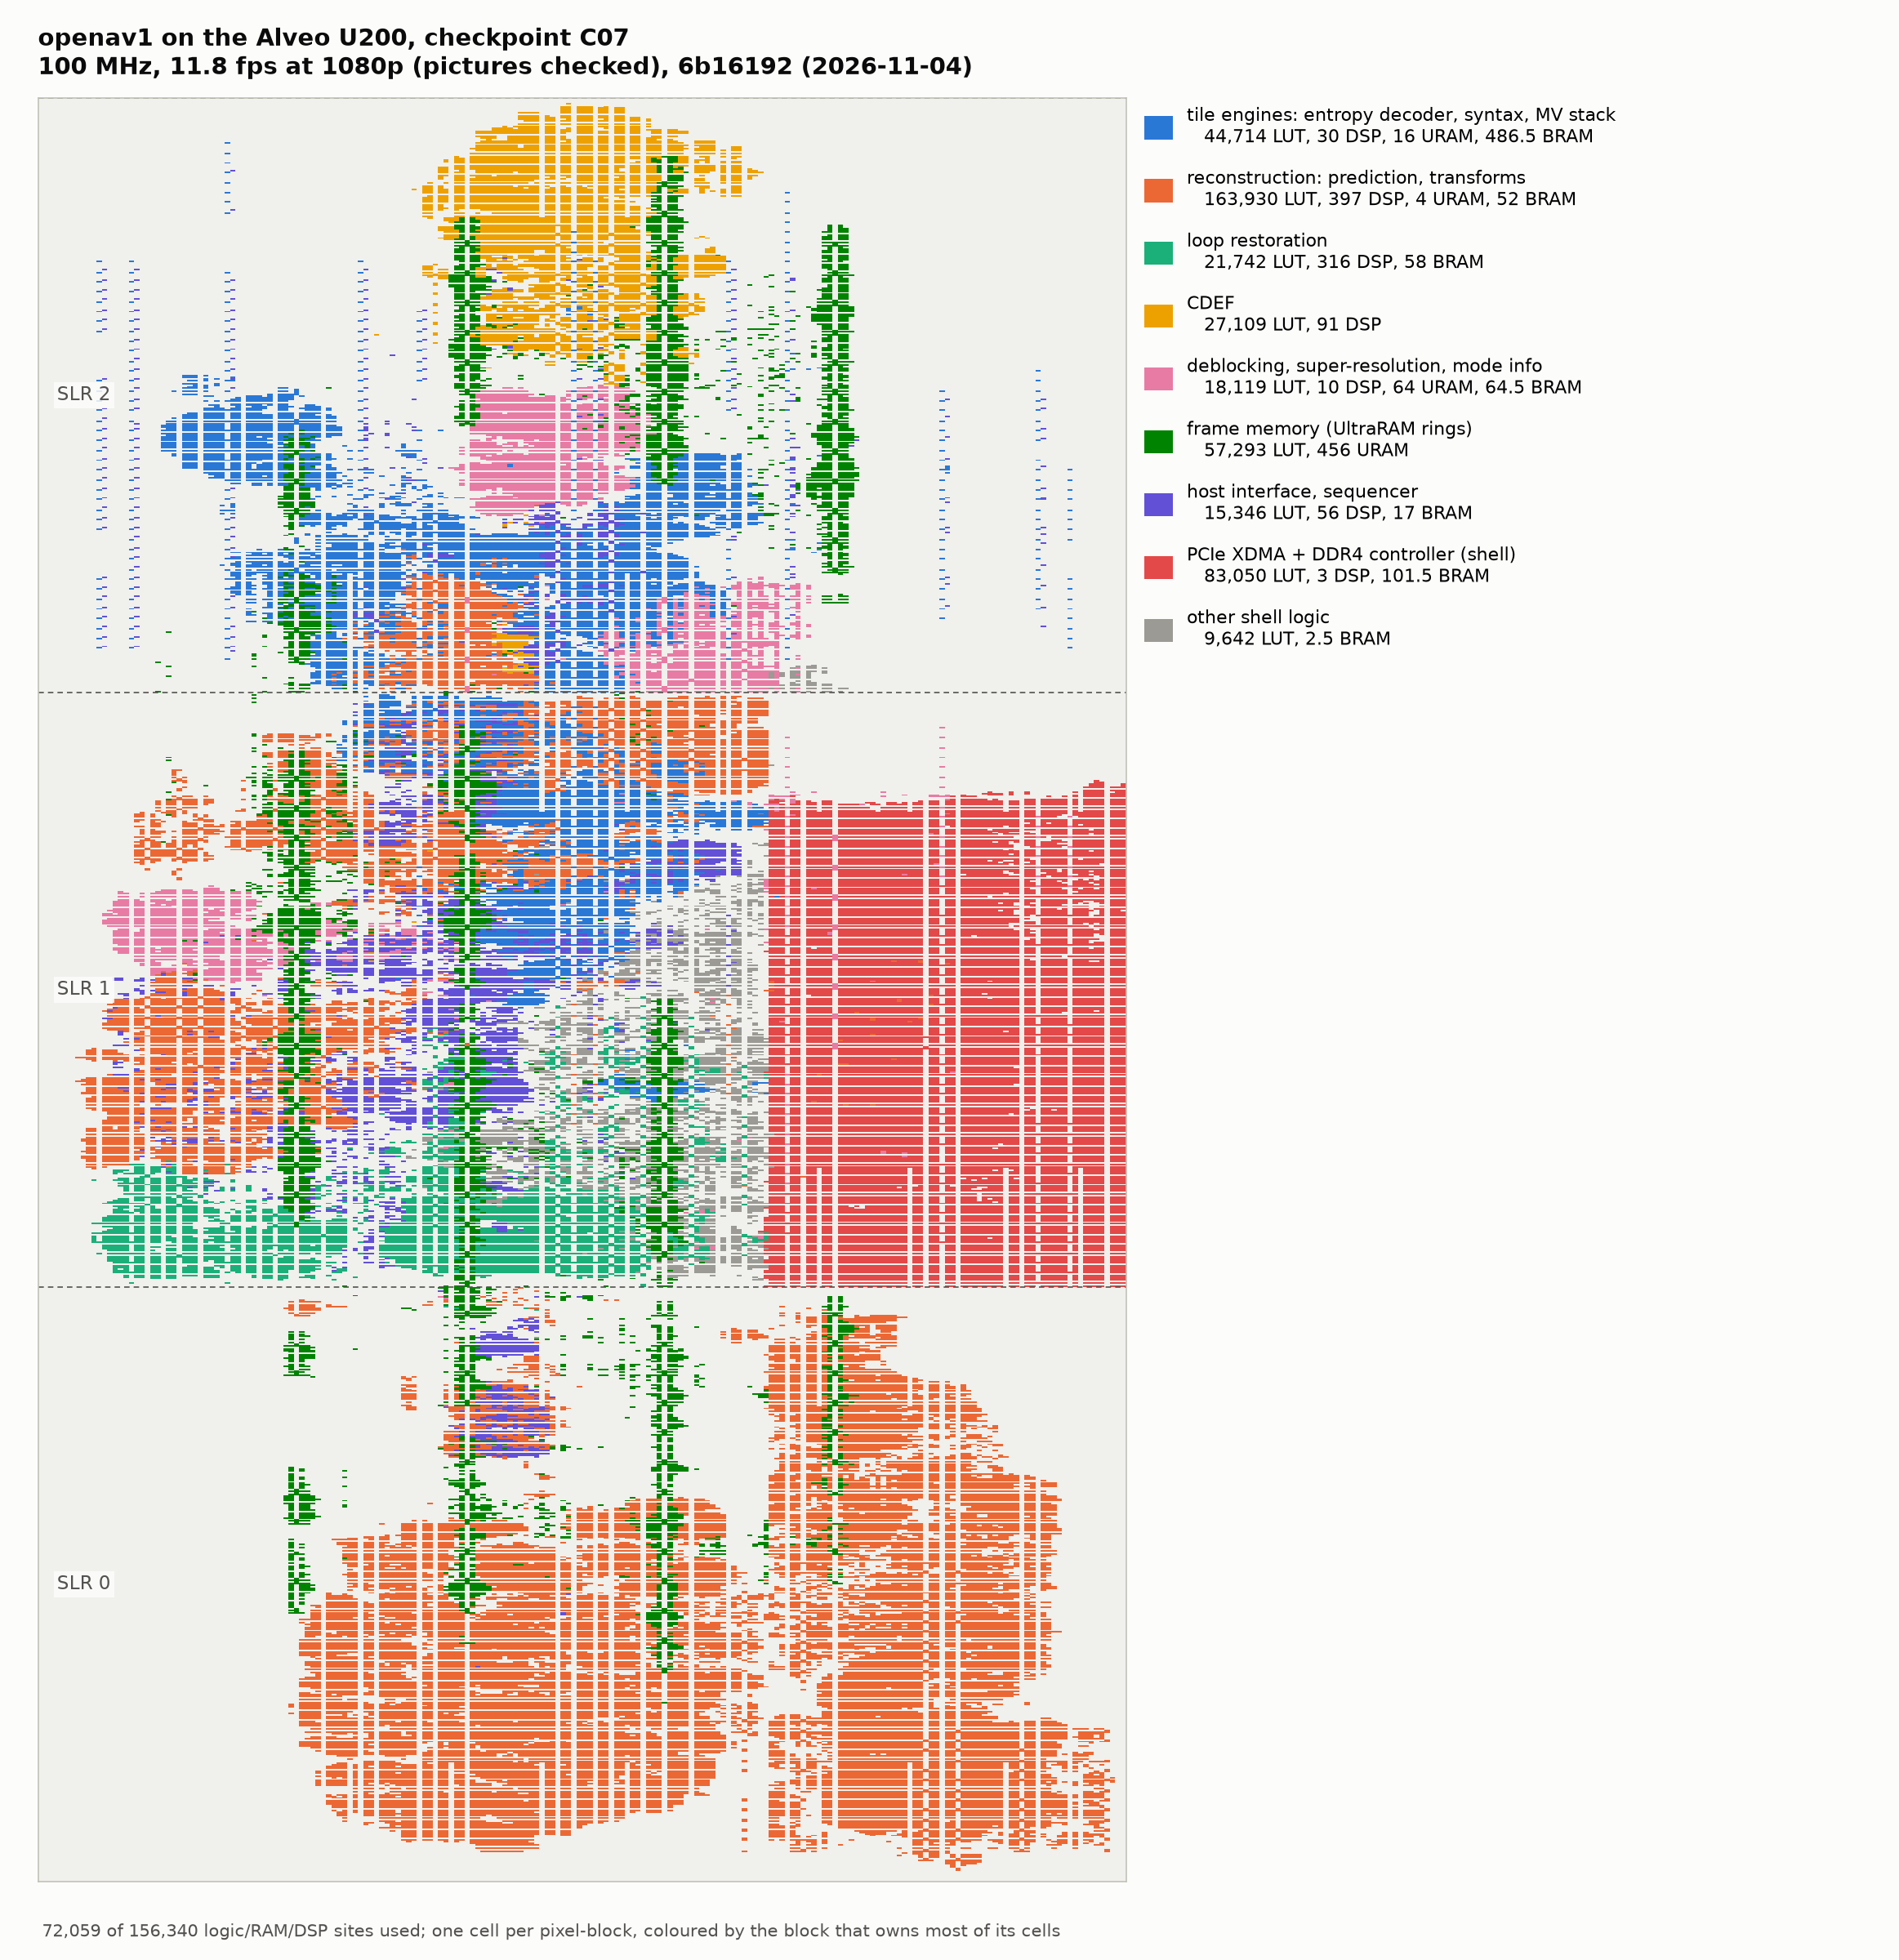 openav1 on the Alveo U200, checkpoint C07
100 MHz, 11.8 fps at 1080p (pictures checked), 6b16192 (2026-11-04)
tile engines: entropy decoder, syntax, MV stack
44,714 LUT, 30 DSP, 16 URAM, 486.5 BRAM
reconstruction: prediction, transforms
163,930 LUT, 397 DSP, 4 URAM, 52 BRAM
loop restoration
21,742 LUT, 316 DSP, 58 BRAM
CDEF
27,109 LUT, 91 DSP
deblocking, super-resolution, mode info
18,119 LUT, 10 DSP, 64 URAM, 64.5 BRAM
frame memory (UltraRAM rings)
57,293 LUT, 456 URAM
host interface, sequencer
15,346 LUT, 56 DSP, 17 BRAM
PCIe XDMA + DDR4 controller (shell)
83,050 LUT, 3 DSP, 101.5 BRAM
other shell logic
9,642 LUT, 2.5 BRAM
SLR 2
SLR 1
SLR 0
72,059 of 156,340 logic/RAM/DSP sites used; one cell per pixel-block, coloured by the block that owns most of its cells